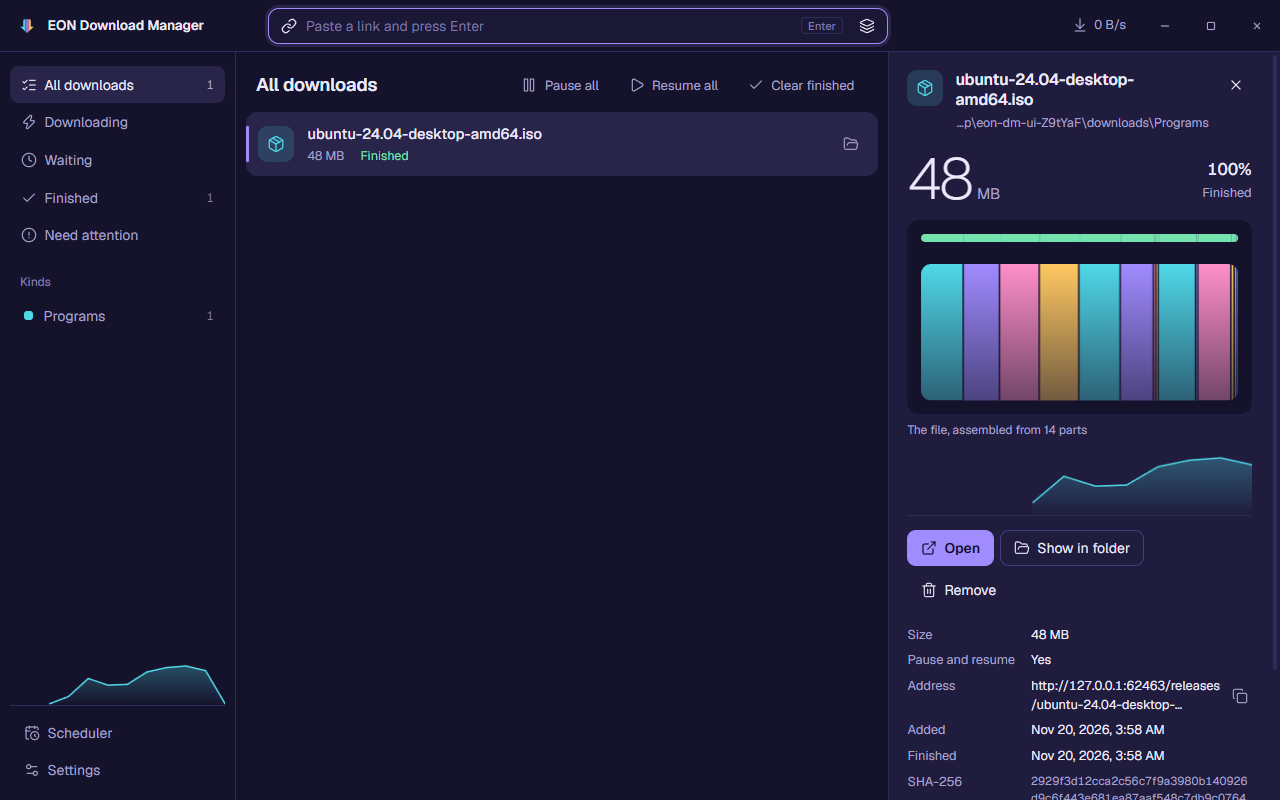 EON Download Manager
Paste a link and press Enter
Enter
0 B/s
All downloads 1
Downloading
Waiting
Finished 1
Need attention
Kinds
Programs 1
Scheduler
Settings
All downloads
Pause all
Resume all
Clear finished
ubuntu-24.04-desktop-amd64.iso
48 MB Finished
ubuntu-24.04-desktop-
amd64.iso
…p\eon-dm-ui-Z9tYaF\downloads\Programs
48 MB
100%
Finished
The file, assembled from 14 parts
Open
Show in folder
Remove
Size 48 MB
Pause and resume Yes
Address http://127.0.0.1:62463/releases
/ubuntu-24.04-desktop-…
Added Nov 20, 2026, 3:58 AM
Finished Nov 20, 2026, 3:58 AM
SHA-256 2929f3d12cca2c56c7f9a3980b140926
d9c6f443e681ea87aaf548c7db9c0764